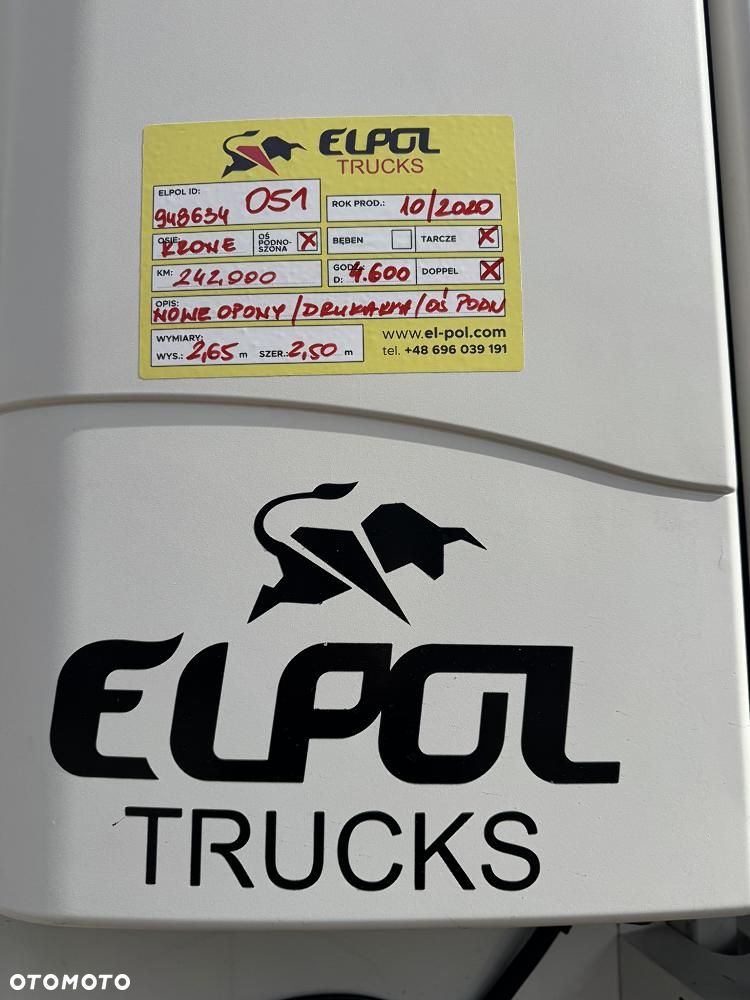 ELPOL
TRUCKS
ELPOL ID:
948634 051
ROK PROD.: 10/2020
OSIE: KRONE
OŚ PODNO-
SZONA X
BĘBEN
TARCZE X
KM: 242.000
GODZ.: 4.600
DOPPEL X
OPIS:
NOWE OPONY/DRUKARKA/OŚ PODN
WYMIARY:
WYS.: 2,65 m SZER.: 2,50 m
www.el-pol.com
tel. +48 696 039 191
ELPOL
TRUCKS
OTOMOTO